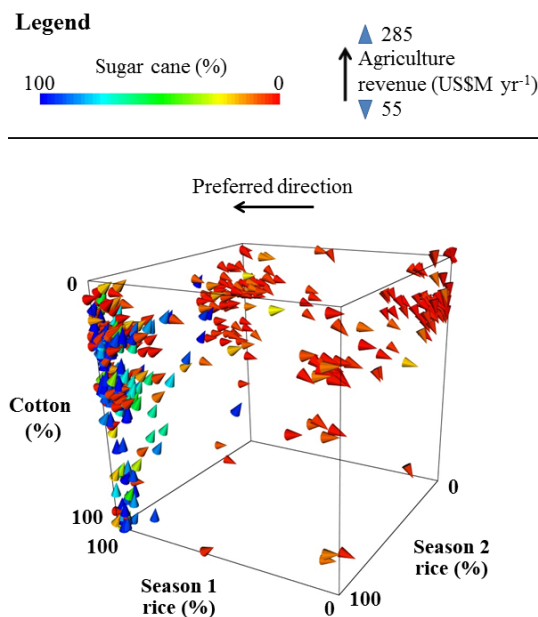 Legend
Sugar cane (%)
100 0
285
Agriculture
revenue (US$M yr⁻¹)
55
Preferred direction
0
Cotton
(%)
100
100
Season 1
rice (%)
0
100
Season 2
rice (%)
0